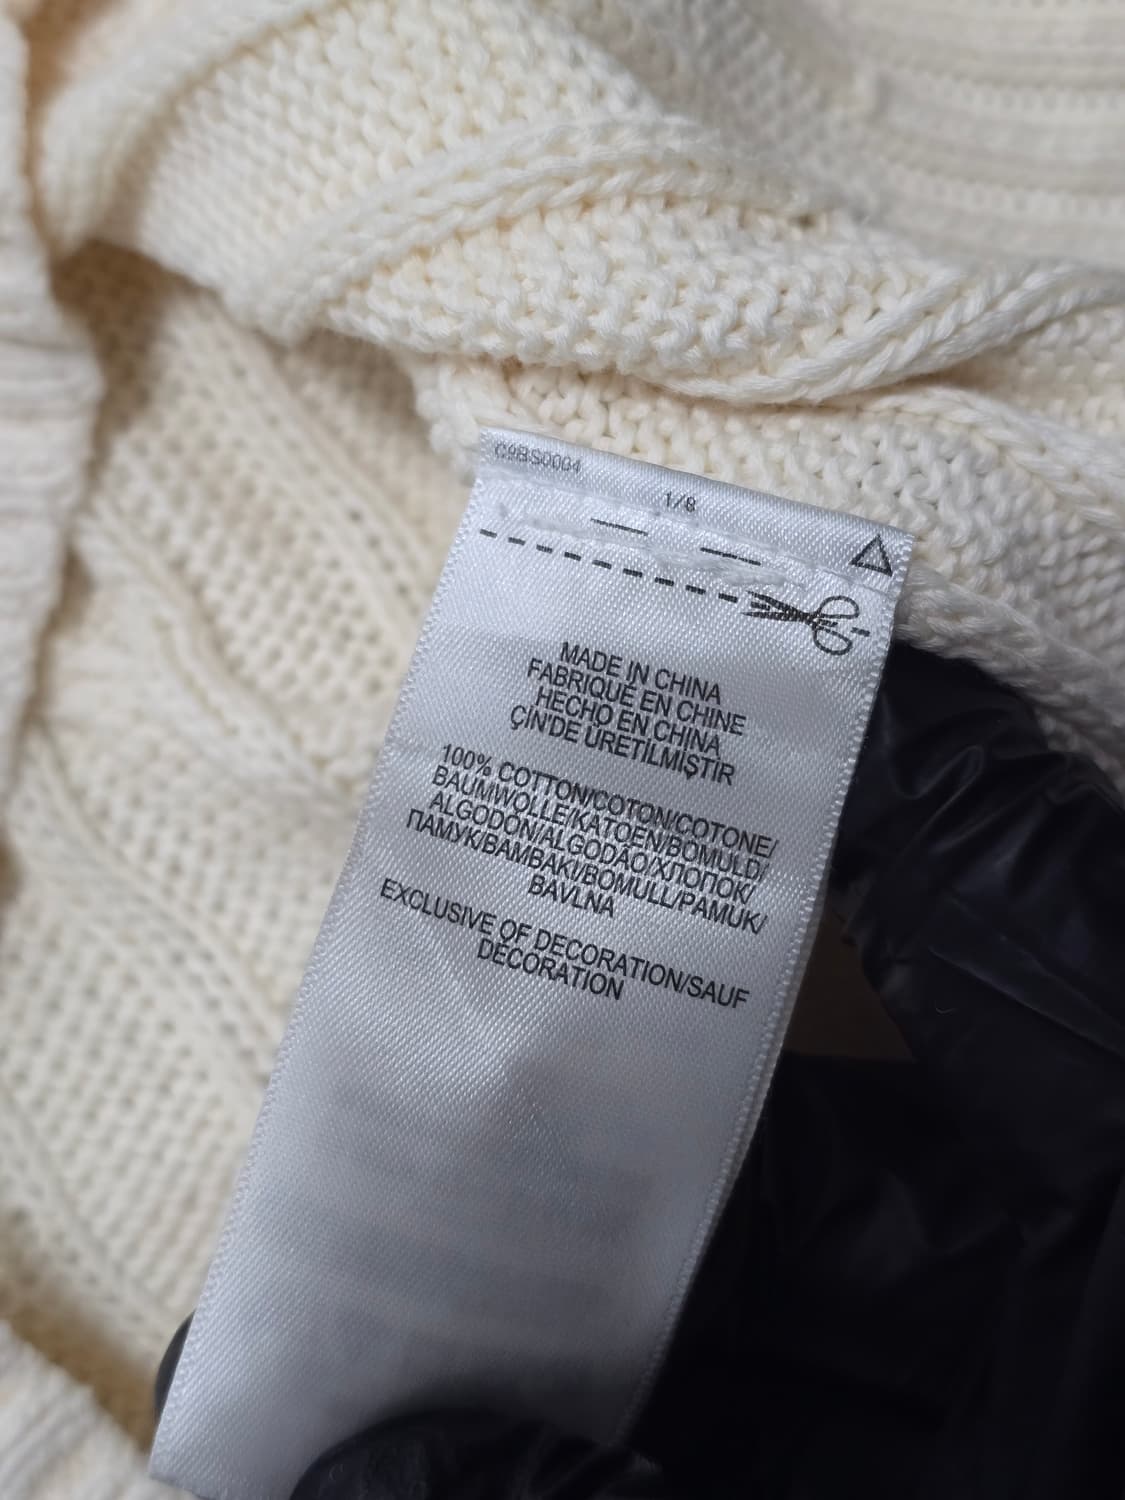 C9BS0004
1/8
MADE IN CHINA
FABRIQUÉ EN CHINE
HECHO EN CHINA
ÇİN'DE ÜRETİLMİŞTİR
100% COTTON/COTON/COTONE/
BAUMWOLLE/KATOEN/BOMULD/
ALGODÓN/ALGODÃO/ХЛОПОК/
ПАМУК/ΒΑΜΒΑΚΙ/BOMULL/PAMUK/
BAVLNA
EXCLUSIVE OF DECORATION/SAUF
DÉCORATION